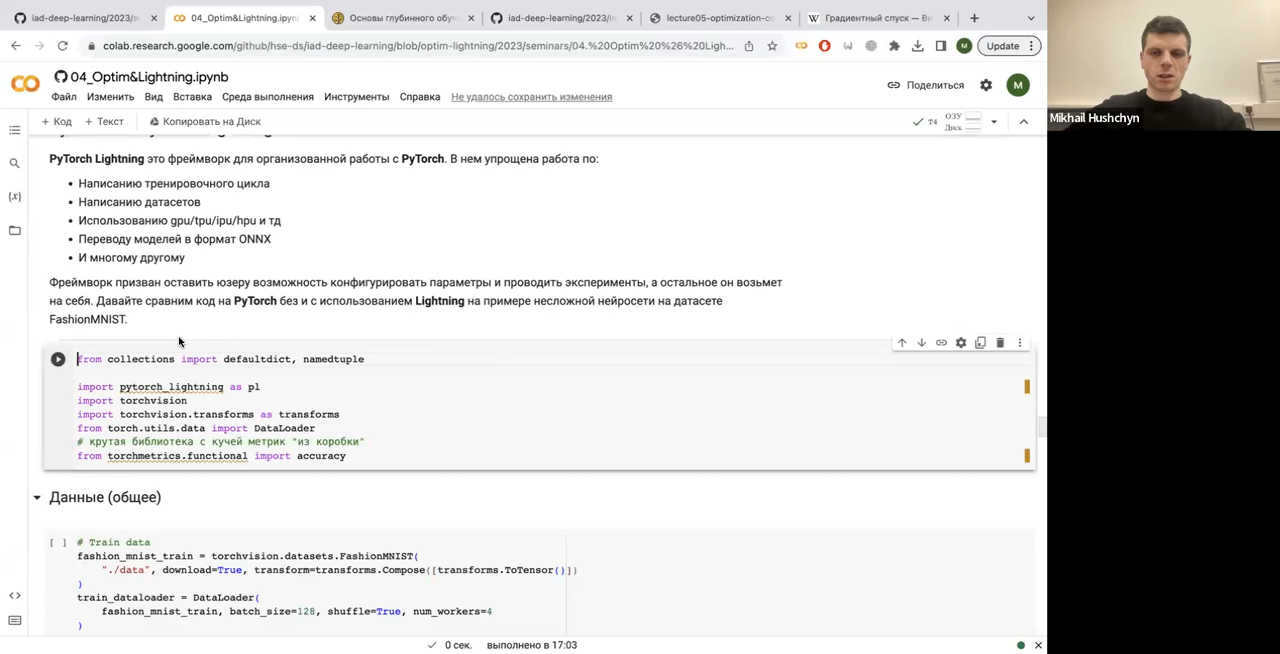 iad-deep-learning/2023/s
04_Optim&Lightning.ipynb
Основы глубинного обуч
iad-deep-learning/2023/lo
lecture05-optimization-co
Градиентный спуск — Ви
colab.research.google.com/github/hse-ds/iad-deep-learning/blob/optim-lightning/2023/seminars/04.%20Optim%20%26%20Ligh...
Update
04_Optim&Lightning.ipynb
Файл Изменить Вид Вставка Среда выполнения Инструменты Справка Не удалось сохранить изменения
Поделиться
M
+ Код + Текст Копировать на Диск
T4 ОЗУ Диск
Mikhail Hushchyn
PyTorch Lightning это фреймворк для организованной работы с PyTorch. В нем упрощена работа по:
• Написанию тренировочного цикла
• Написанию датасетов
• Использованию gpu/tpu/ipu/hpu и тд
• Переводу моделей в формат ONNX
• И многому другому
Фреймворк призван оставить юзеру возможность конфигурировать параметры и проводить эксперименты, а остальное он возьмет
на себя. Давайте сравним код на PyTorch без и с использованием Lightning на примере несложной нейросети на датасете
FashionMNIST.
from collections import defaultdict, namedtuple
import pytorch_lightning as pl
import torchvision
import torchvision.transforms as transforms
from torch.utils.data import DataLoader
# крутая библиотека с кучей метрик "из коробки"
from torchmetrics.functional import accuracy
Данные (общее)
[ ] # Train data
fashion_mnist_train = torchvision.datasets.FashionMNIST(
"./data", download=True, transform=transforms.Compose([transforms.ToTensor()])
)
train_dataloader = DataLoader(
fashion_mnist_train, batch_size=128, shuffle=True, num_workers=4
)
0 сек. выполнено в 17:03